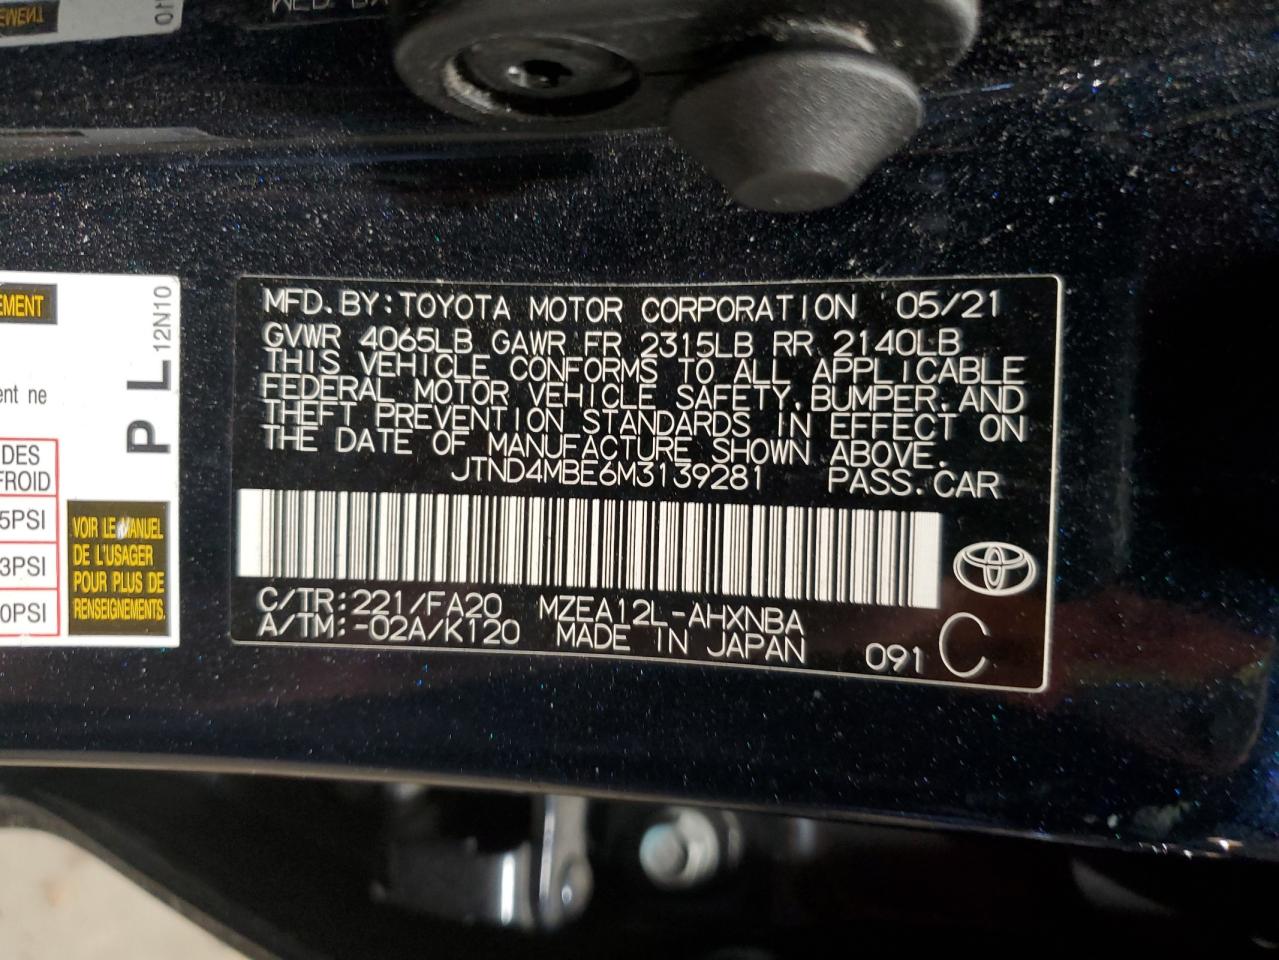 EMENT
ent ne
DES
FROID
5PSI
3PSI
0PSI
PL 12N10
VOIR LE MANUEL
DE L'USAGER
POUR PLUS DE
RENSEIGNEMENTS.
MFD. BY: TOYOTA MOTOR CORPORATION 05/21
GVWR 4065LB GAWR FR 2315LB RR 2140LB
THIS VEHICLE CONFORMS TO ALL APPLICABLE
FEDERAL MOTOR VEHICLE SAFETY, BUMPER, AND
THEFT PREVENTION STANDARDS IN EFFECT ON
THE DATE OF MANUFACTURE SHOWN ABOVE.
JTND4MBE6M3139281 PASS. CAR
C/TR: 221/FA20 MZEA12L-AHXNBA
A/TM: -02A/K120 MADE IN JAPAN 091 C